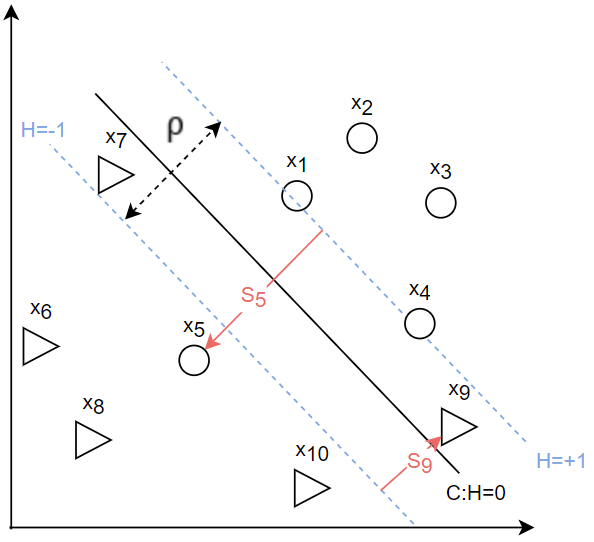 x2
ρ
H=-1
x7
x1
x3
S5
x4
x6
x5
x9
x8
x10
S9
H=+1
C:H=0